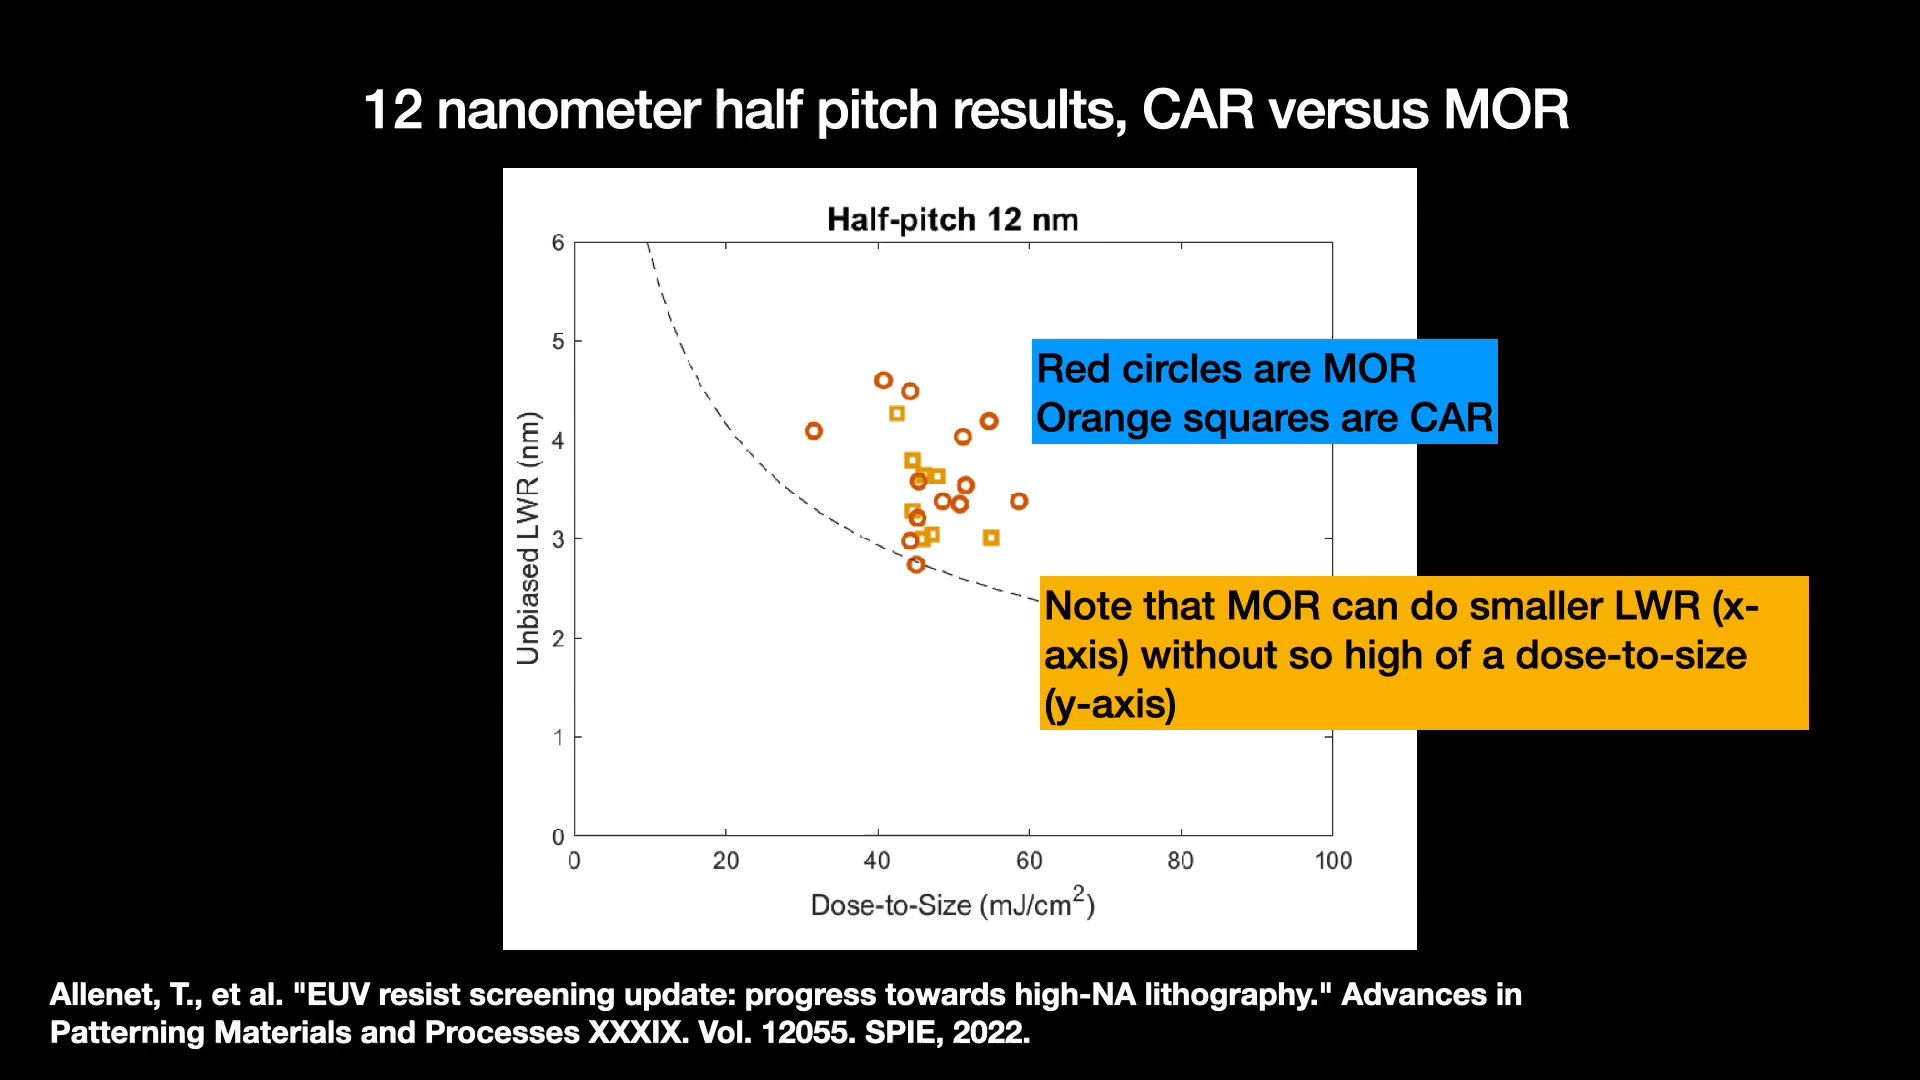 12 nanometer half pitch results, CAR versus MOR
Half-pitch 12 nm
6
5
4
3
2
1
0
Unbiased LWR (nm)
0 20 40 60 80 100
Dose-to-Size (mJ/cm²)
Red circles are MOR
Orange squares are CAR
Note that MOR can do smaller LWR (x-
axis) without so high of a dose-to-size
(y-axis)
Allenet, T., et al. "EUV resist screening update: progress towards high-NA lithography." Advances in
Patterning Materials and Processes XXXIX. Vol. 12055. SPIE, 2022.